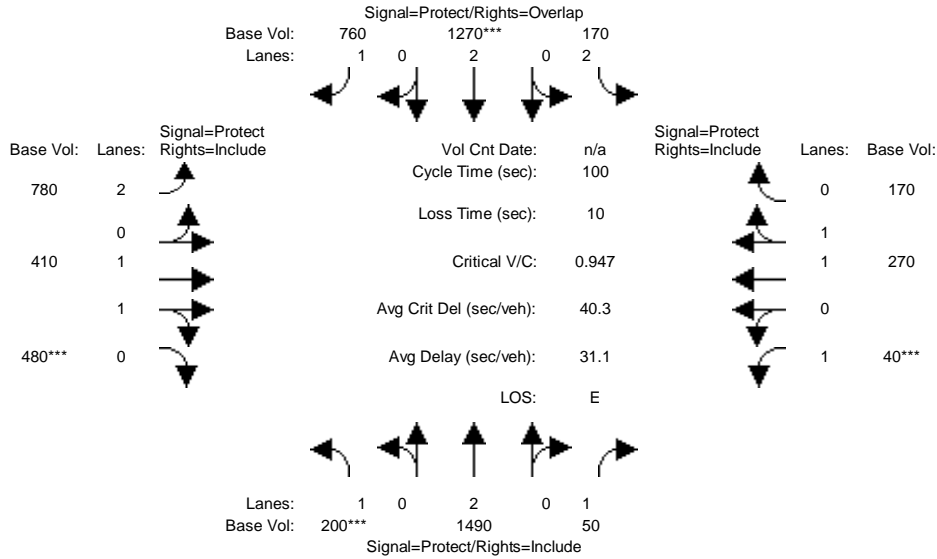 Signal=Protect/Rights=Overlap
Base Vol: 760 1270*** 170
Lanes: 1 0 2 0 2
Signal=Protect
Base Vol: Lanes: Rights=Include
Vol Cnt Date: n/a
Signal=Protect
Rights=Include Lanes: Base Vol:
Cycle Time (sec): 100
780 2
0 170
Loss Time (sec): 10
0
1
410 1
Critical V/C: 0.947
1 270
1
Avg Crit Del (sec/veh): 40.3
0
480*** 0
Avg Delay (sec/veh): 31.1
1 40***
LOS: E
Lanes: 1 0 2 0 1
Base Vol: 200*** 1490 50
Signal=Protect/Rights=Include